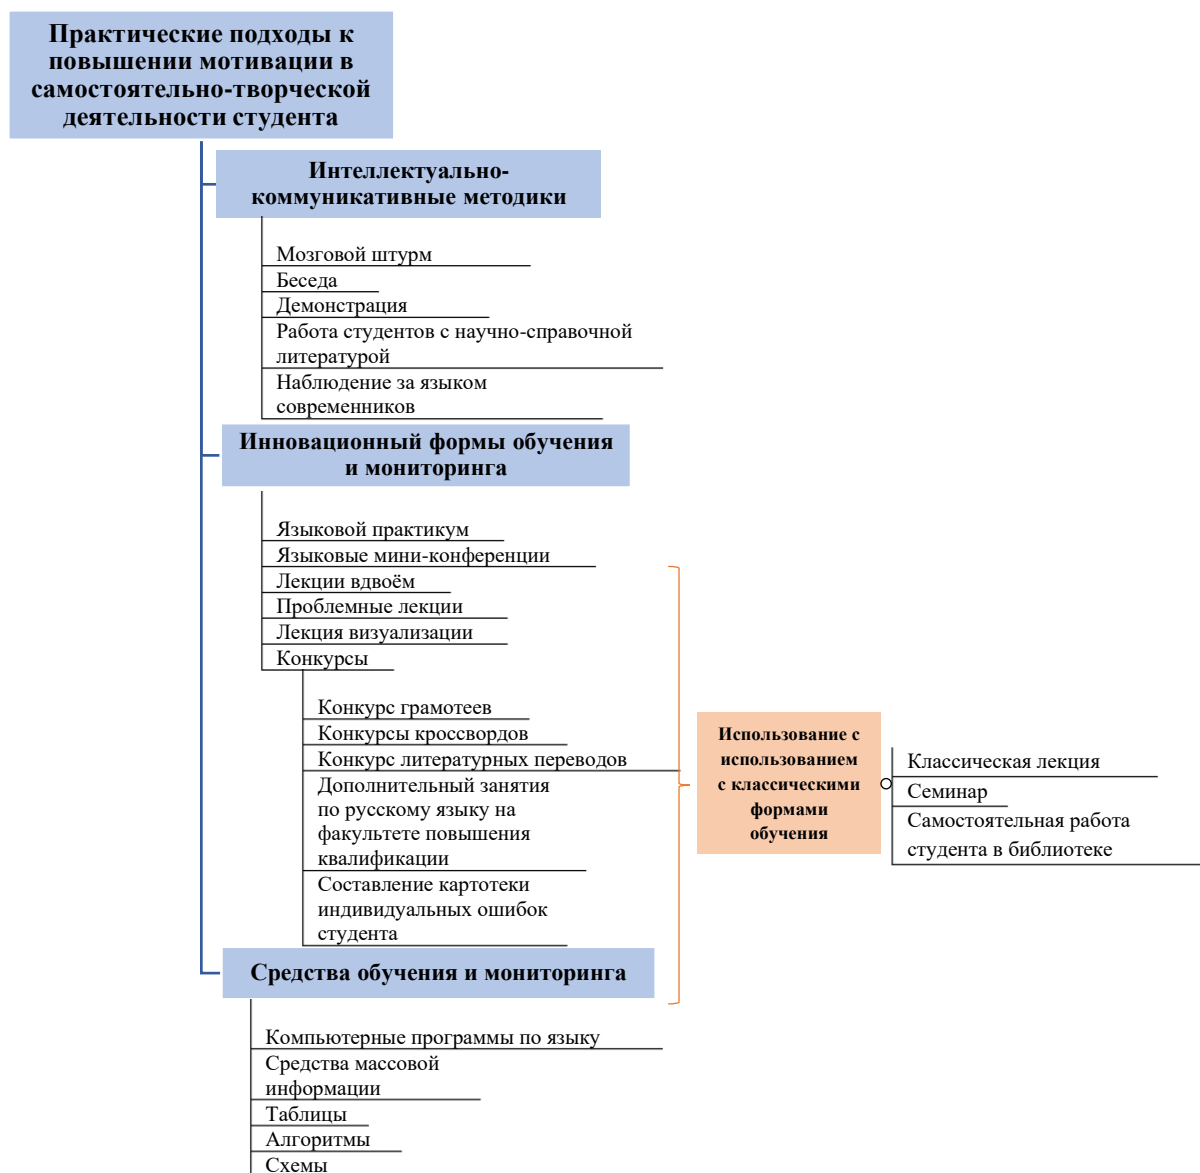 Практические подходы к
повышении мотивации в
самостоятельно-творческой
деятельности студента
Интеллектуально-
коммуникативные методики
Мозговой штурм
Беседа
Демонстрация
Работа студентов с научно-справочной
литературой
Наблюдение за языком
современников
Инновационный формы обучения
и мониторинга
Языковой практикум
Языковые мини-конференции
Лекции вдвоём
Проблемные лекции
Лекция визуализации
Конкурсы
Конкурс грамотеев
Конкурсы кроссвордов
Конкурс литературных переводов
Дополнительный занятия
по русскому языку на
факультете повышения
квалификации
Составление картотеки
индивидуальных ошибок
студента
Использование с
использованием
с классическими
формами
обучения
Классическая лекция
Семинар
Самостоятельная работа
студента в библиотеке
Средства обучения и мониторинга
Компьютерные программы по языку
Средства массовой
информации
Таблицы
Алгоритмы
Схемы